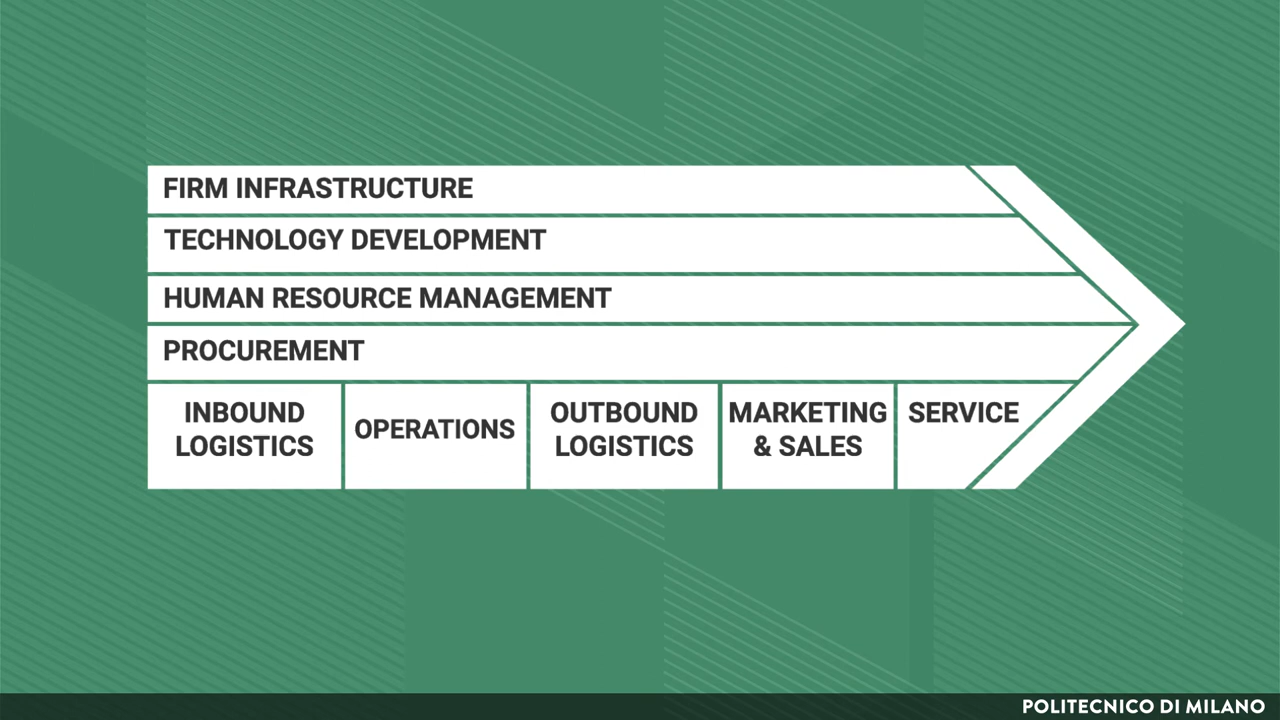 FIRM INFRASTRUCTURE
TECHNOLOGY DEVELOPMENT
HUMAN RESOURCE MANAGEMENT
PROCUREMENT
INBOUND
LOGISTICS
OPERATIONS
OUTBOUND
LOGISTICS
MARKETING
& SALES
SERVICE
POLITECNICO DI MILANO